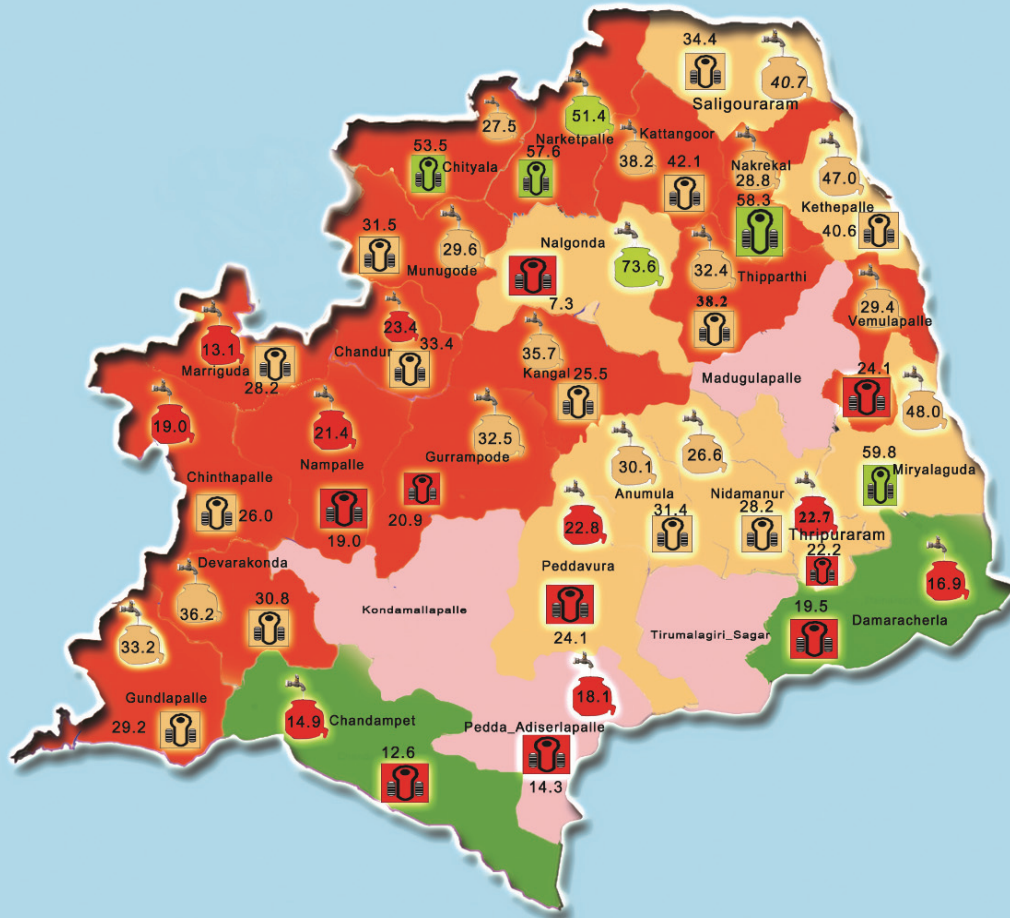 34.4
40.7
Saligouraram
27.5
51.4
Narketpalle
Kattangoor
53.5
Chityala
57.6
38.2
42.1
Nakrekal
28.8
47.0
Kethepalle
58.3
40.6
31.5
29.6
Munugode
Nalgonda
73.6
7.3
32.4
Thipparthi
38.2
29.4
Vemulapalle
13.1
Marriguda
28.2
23.4
33.4
Chandur
35.7
Kangal
25.5
Madugulapalle
24.1
48.0
19.0
21.4
Nampalle
32.5
Gurrampode
30.1
Anumula
26.6
Nidamanur
59.8
Miryalaguda
Chinthapalle
26.0
19.0
20.9
22.8
31.4
28.2
22.7
Thripuraram
22.2
Devarakonda
36.2
30.8
Kondamallapalle
Peddavura
24.1
Tirumalagiri_Sagar
19.5
Damaracherla
16.9
33.2
Gundlapalle
29.2
14.9
Chandampet
12.6
18.1
Pedda_Adiserlapalle
14.3